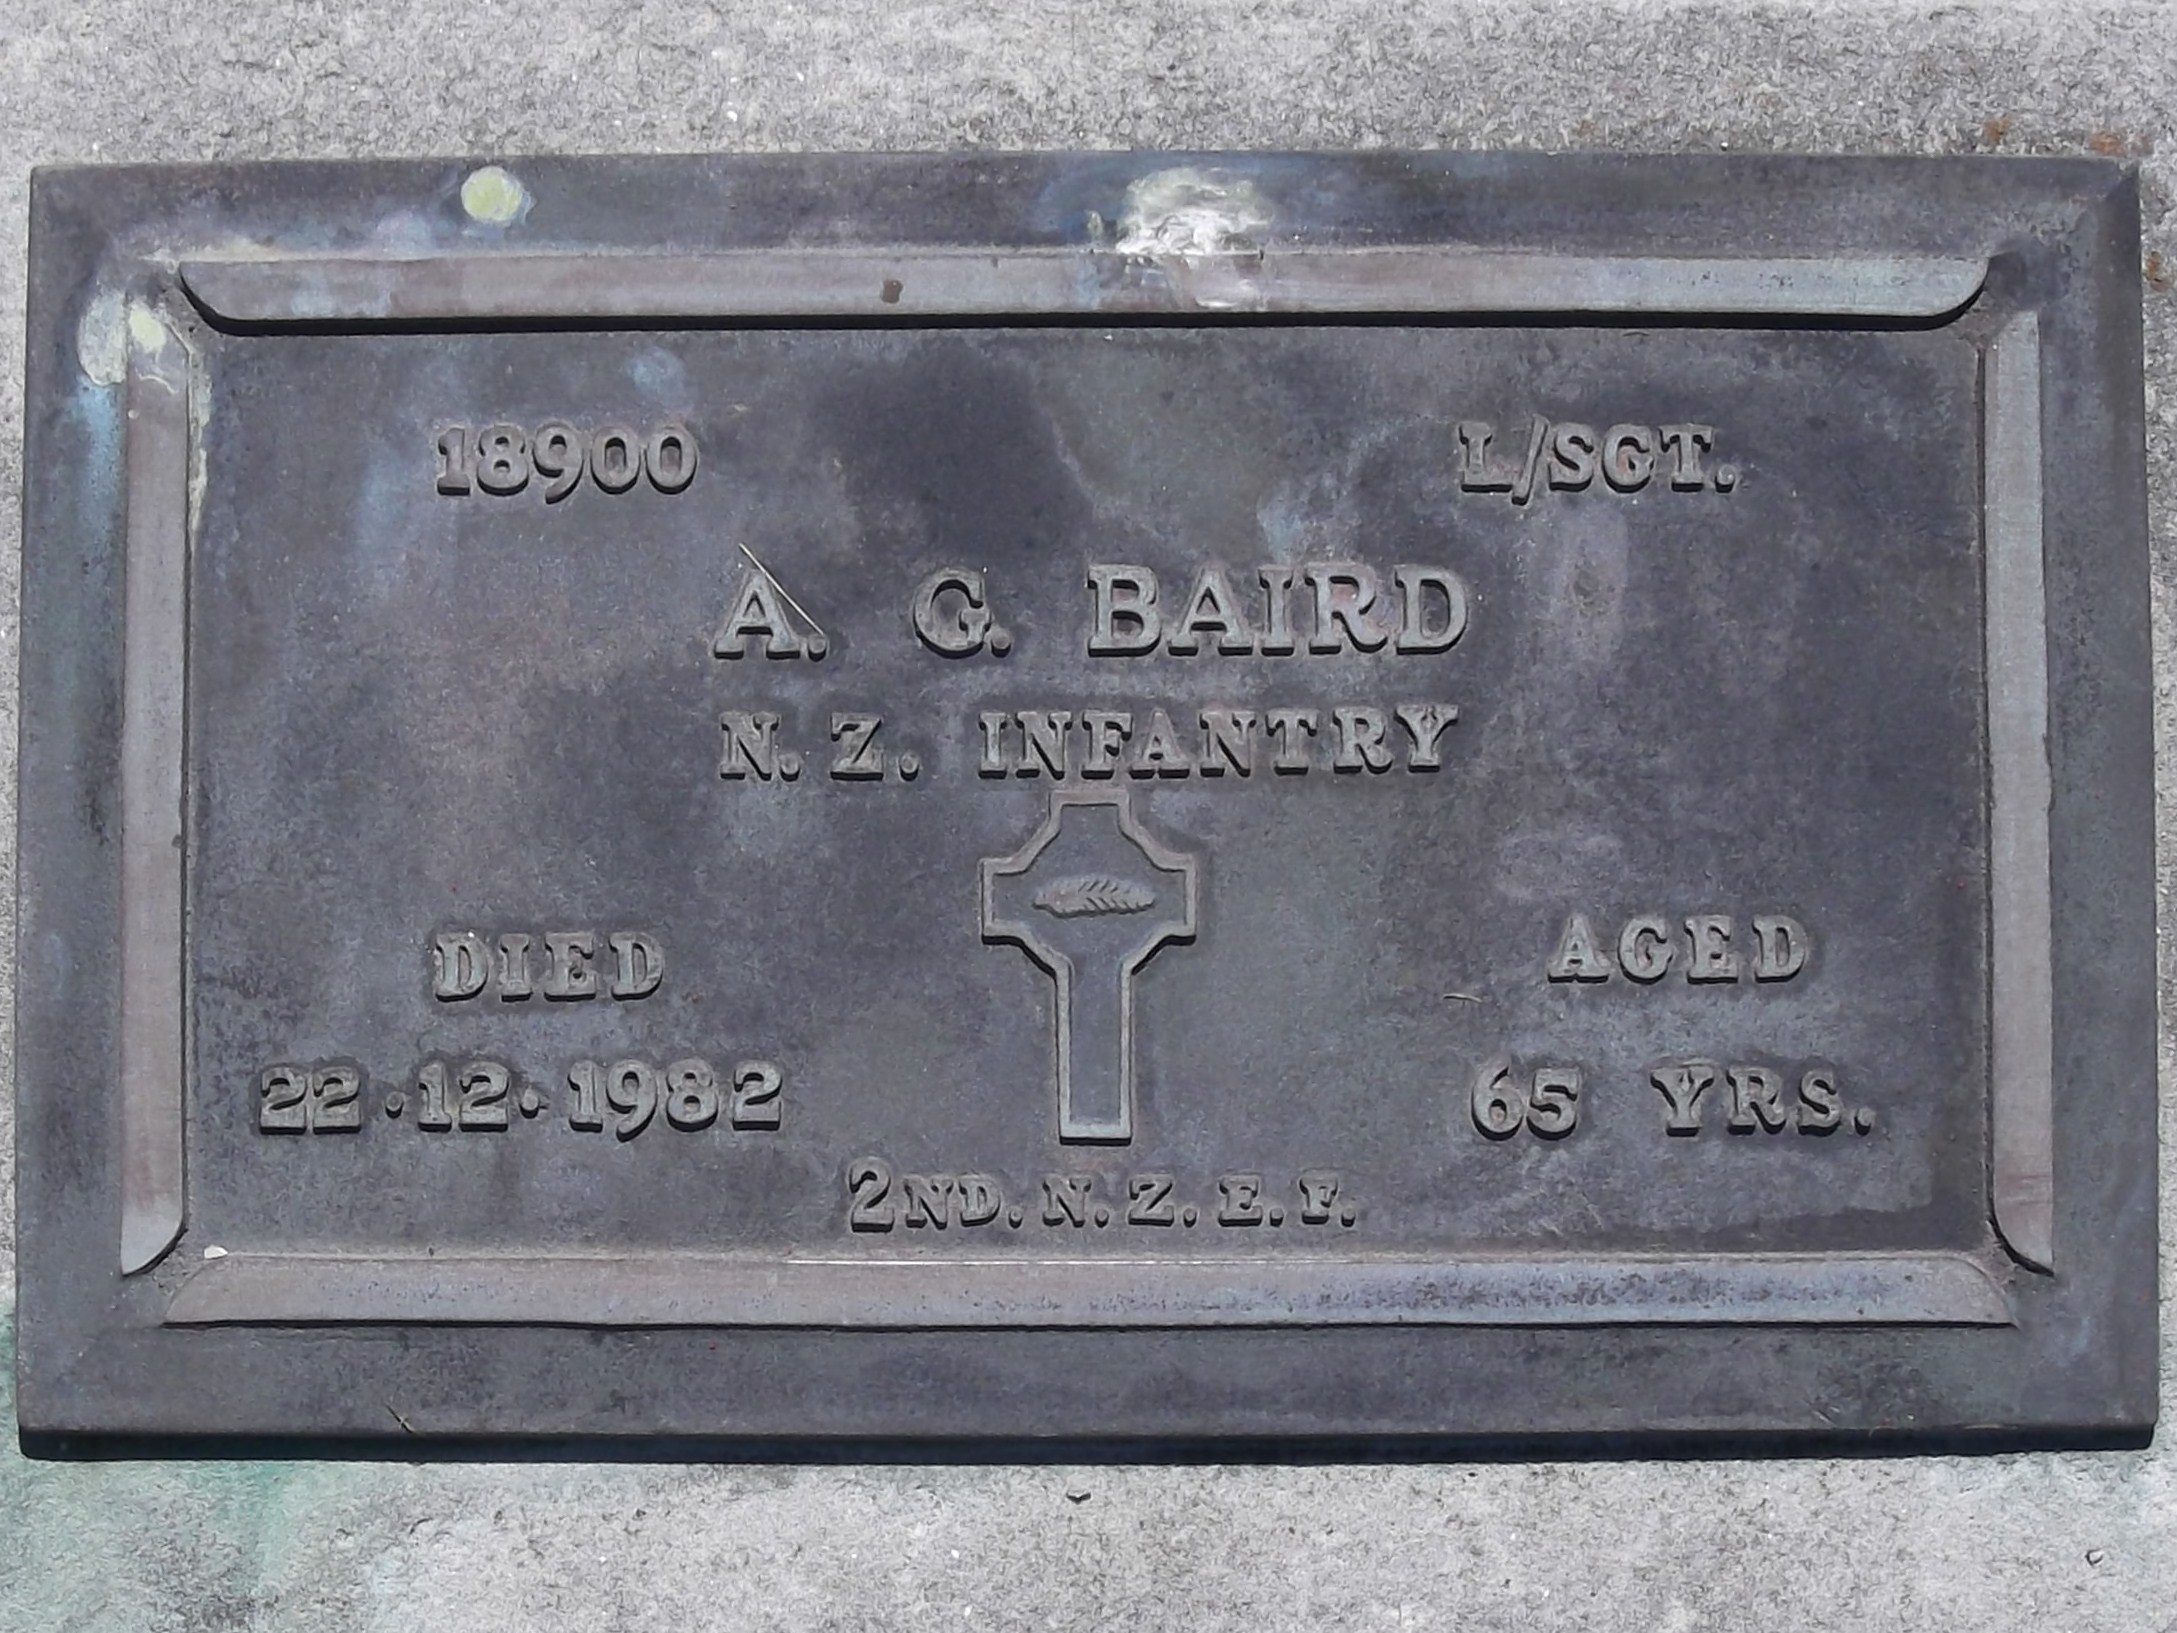 18900 L/SGT.
A. G. BAIRD
N. Z. INFANTRY
DIED AGED
22·12·1982 65 YRS.
2ND. N. Z. E. F.